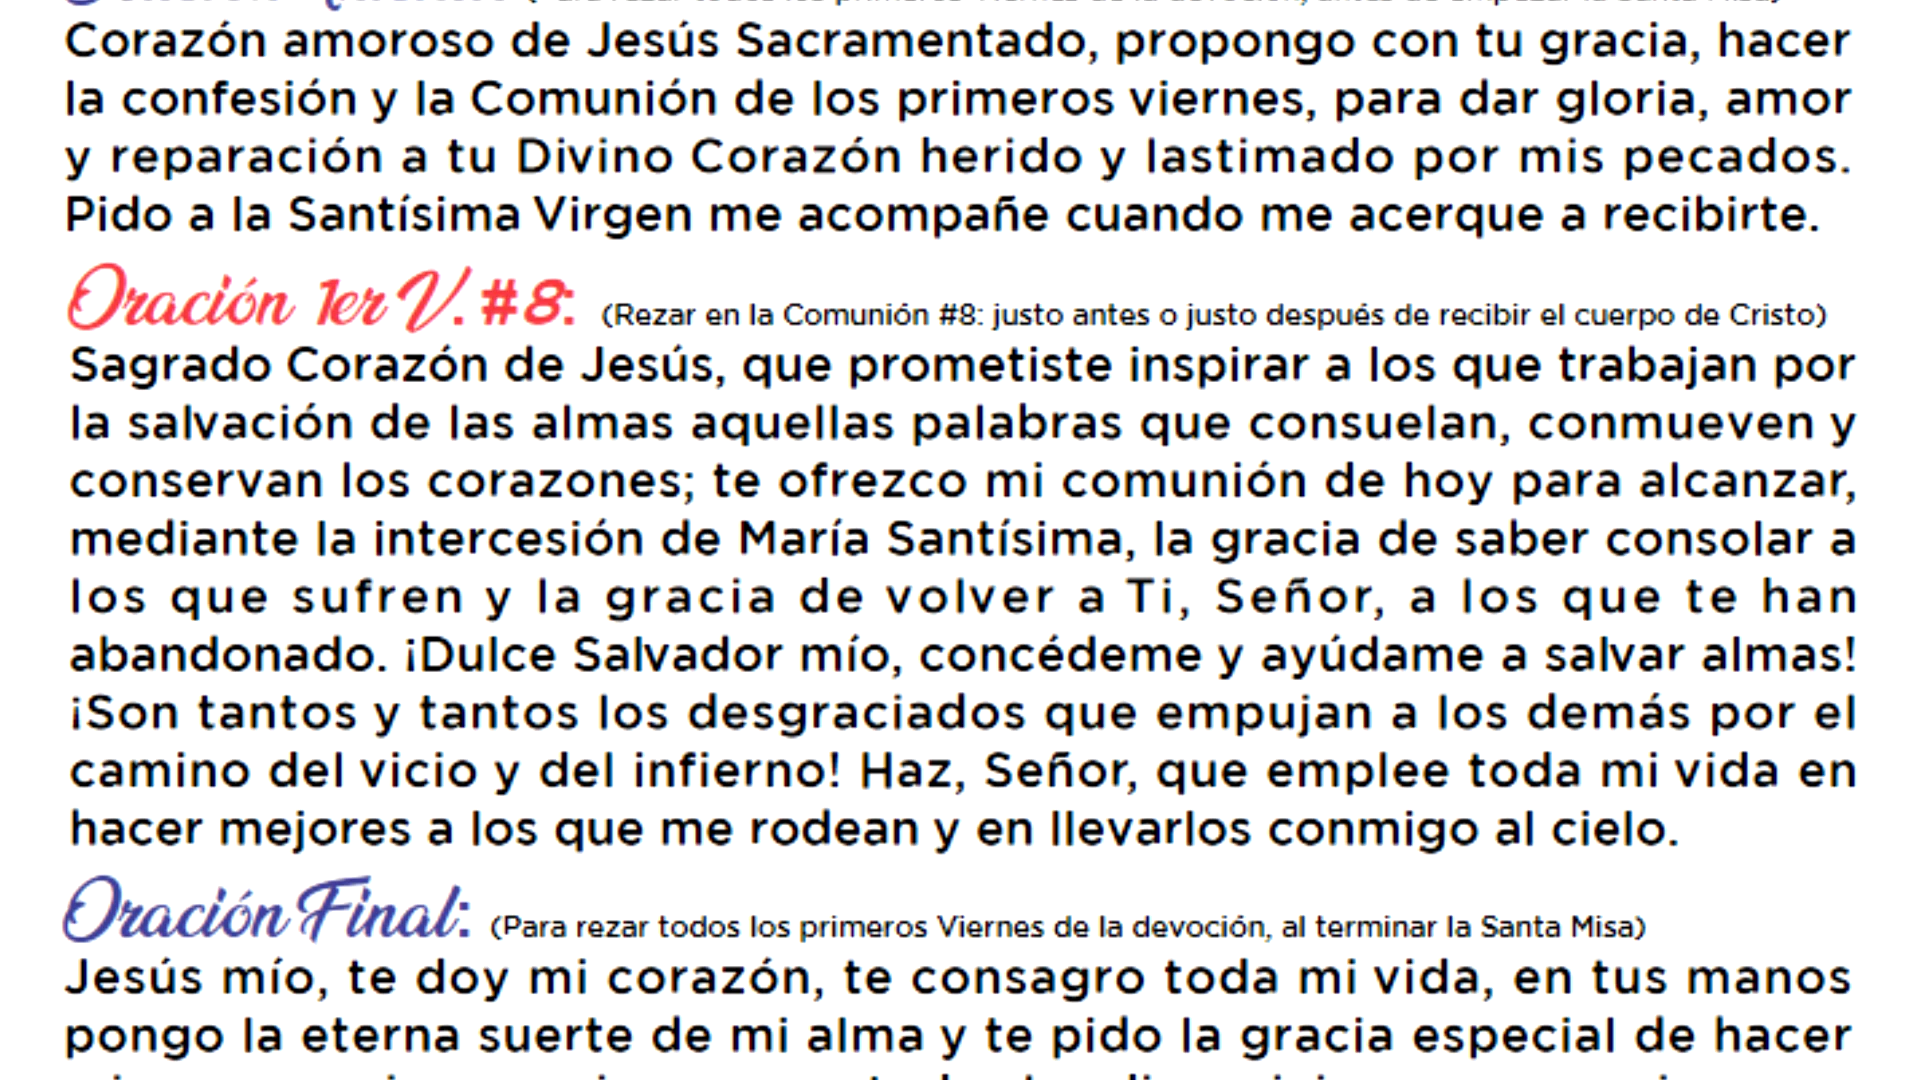 Corazón amoroso de Jesús Sacramentado, propongo con tu gracia, hacer
la confesión y la Comunión de los primeros viernes, para dar gloria, amor
y reparación a tu Divino Corazón herido y lastimado por mis pecados.
Pido a la Santísima Virgen me acompañe cuando me acerque a recibirte.
Oración 1er V. #8: (Rezar en la Comunión #8: justo antes o justo después de recibir el cuerpo de Cristo)
Sagrado Corazón de Jesús, que prometiste inspirar a los que trabajan por
la salvación de las almas aquellas palabras que consuelan, conmueven y
conservan los corazones; te ofrezco mi comunión de hoy para alcanzar,
mediante la intercesión de María Santísima, la gracia de saber consolar a
los que sufren y la gracia de volver a Ti, Señor, a los que te han
abandonado. ¡Dulce Salvador mío, concédeme y ayúdame a salvar almas!
¡Son tantos y tantos los desgraciados que empujan a los demás por el
camino del vicio y del infierno! Haz, Señor, que emplee toda mi vida en
hacer mejores a los que me rodean y en llevarlos conmigo al cielo.
Oración Final: (Para rezar todos los primeros Viernes de la devoción, al terminar la Santa Misa)
Jesús mío, te doy mi corazón, te consagro toda mi vida, en tus manos
pongo la eterna suerte de mi alma y te pido la gracia especial de hacer